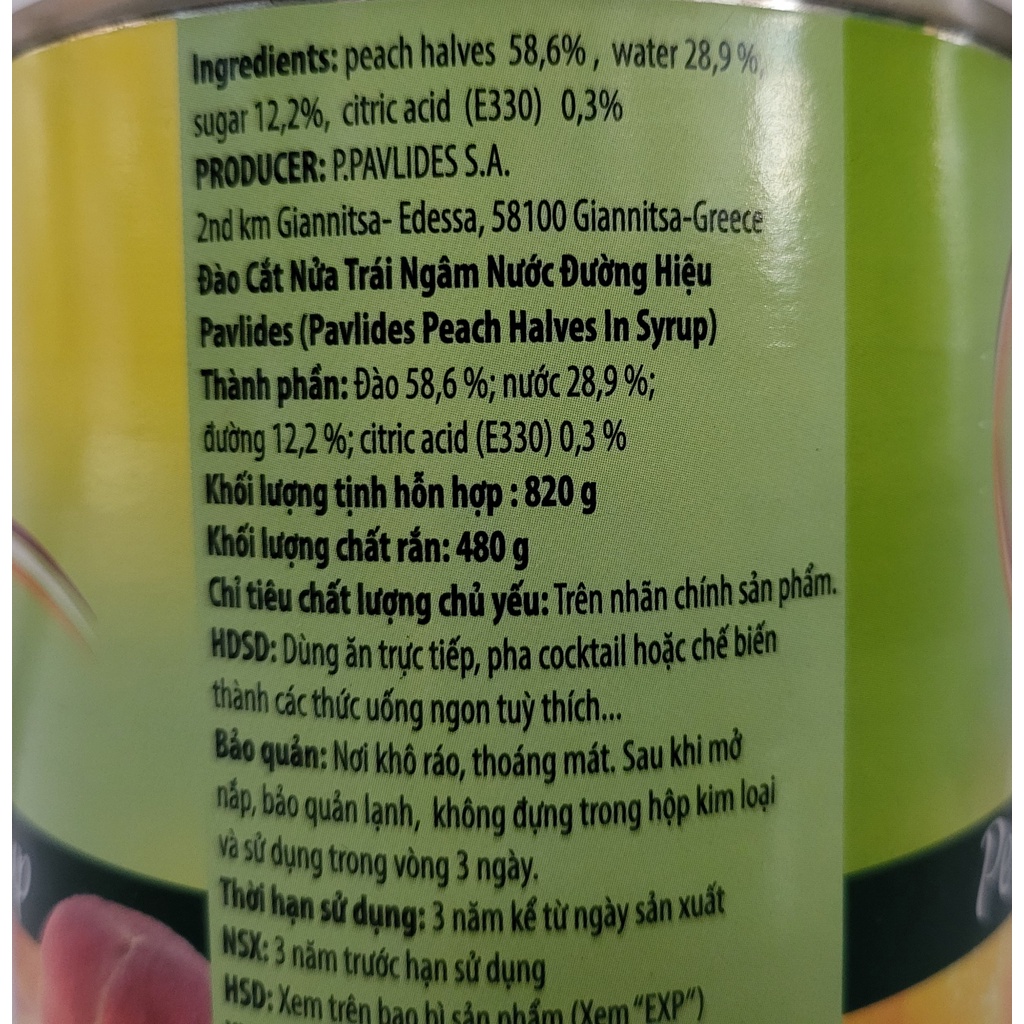 Ingredients: peach halves 58,6% , water 28,9 %,
sugar 12,2%, citric acid (E330) 0,3%
PRODUCER: P.PAVLIDES S.A.
2nd km Giannitsa- Edessa, 58100 Giannitsa-Greece
Đào Cắt Nửa Trái Ngâm Nước Đường Hiệu
Pavlides (Pavlides Peach Halves In Syrup)
Thành phần: Đào 58,6 %; nước 28,9 %;
đường 12,2 %; citric acid (E330) 0,3 %
Khối lượng tịnh hỗn hợp : 820 g
Khối lượng chất rắn: 480 g
Chỉ tiêu chất lượng chủ yếu: Trên nhãn chính sản phẩm.
HDSD: Dùng ăn trực tiếp, pha cocktail hoặc chế biến
thành các thức uống ngon tuỳ thích...
Bảo quản: Nơi khô ráo, thoáng mát. Sau khi mở
nắp, bảo quản lạnh, không đựng trong hộp kim loại
và sử dụng trong vòng 3 ngày.
Thời hạn sử dụng: 3 năm kể từ ngày sản xuất
NSX: 3 năm trước hạn sử dụng
HSD: Xem trên bao bì sản phẩm (Xem "EXP")